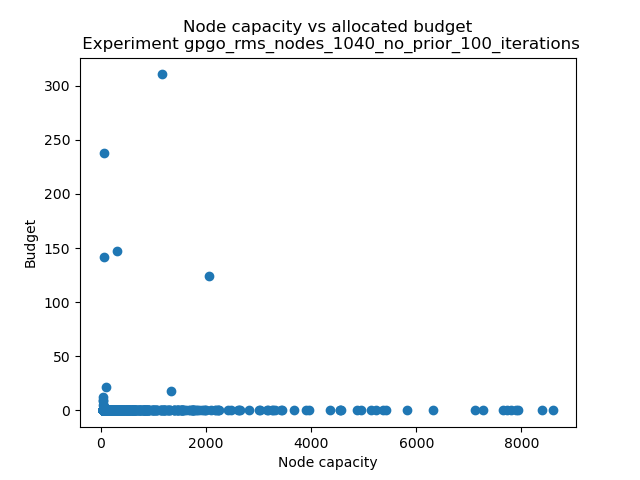 Node capacity vs allocated budget
Experiment gpgo_rms_nodes_1040_no_prior_100_iterations
300
250
200
150
100
50
0
Budget
0 2000 4000 6000 8000
Node capacity